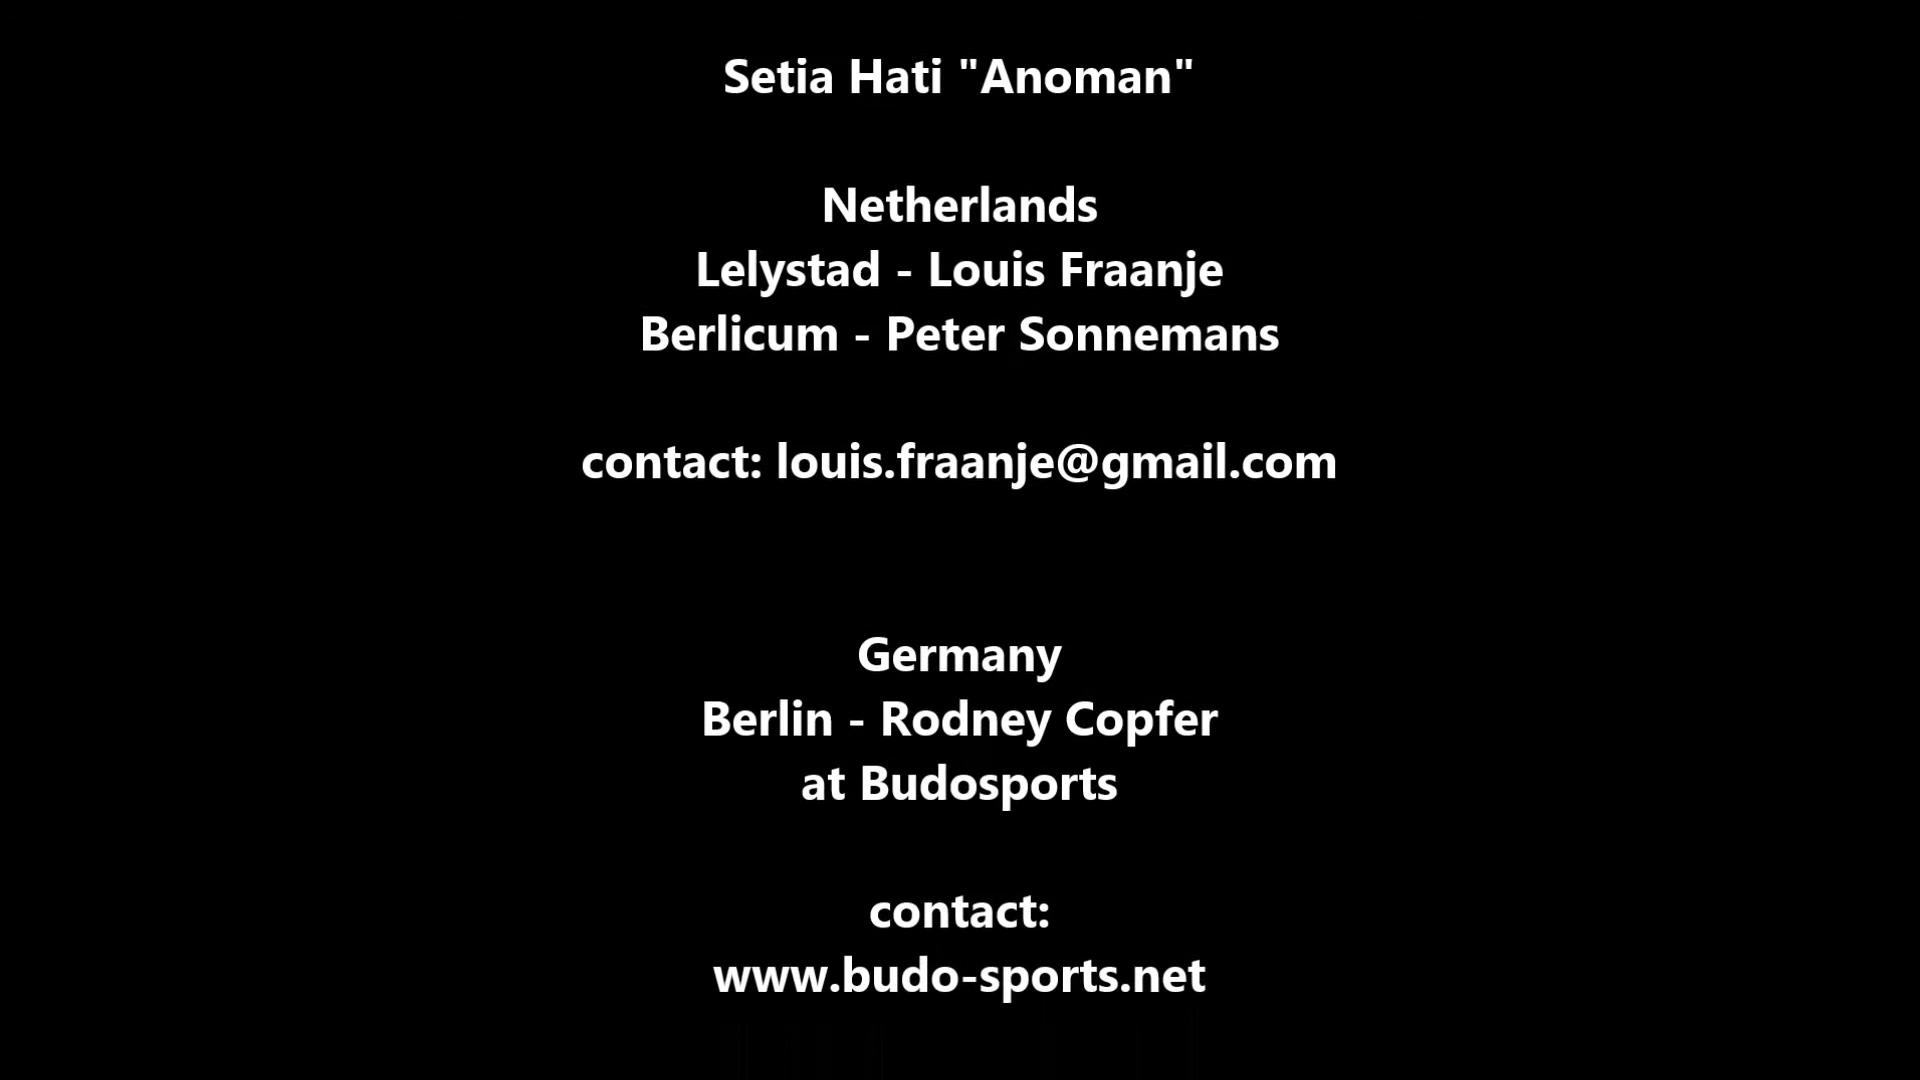 Setia Hati "Anoman"
Netherlands
Lelystad - Louis Fraanje
Berlicum - Peter Sonnemans
contact: louis.fraanje@gmail.com
Germany
Berlin - Rodney Copfer
at Budosports
contact:
www.budo-sports.net